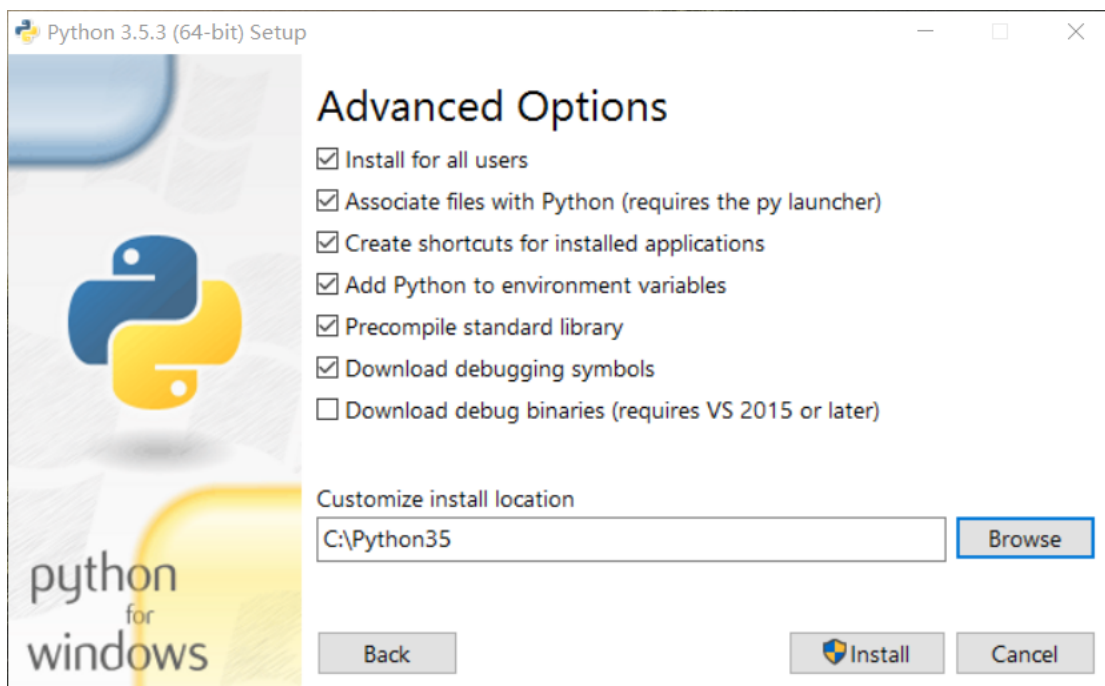 Python 3.5.3 (64-bit) Setup
Advanced Options
Install for all users
Associate files with Python (requires the py launcher)
Create shortcuts for installed applications
Add Python to environment variables
Precompile standard library
Download debugging symbols
Download debug binaries (requires VS 2015 or later)
Customize install location
C:\Python35
Browse
python
for
windows
Back
Install
Cancel